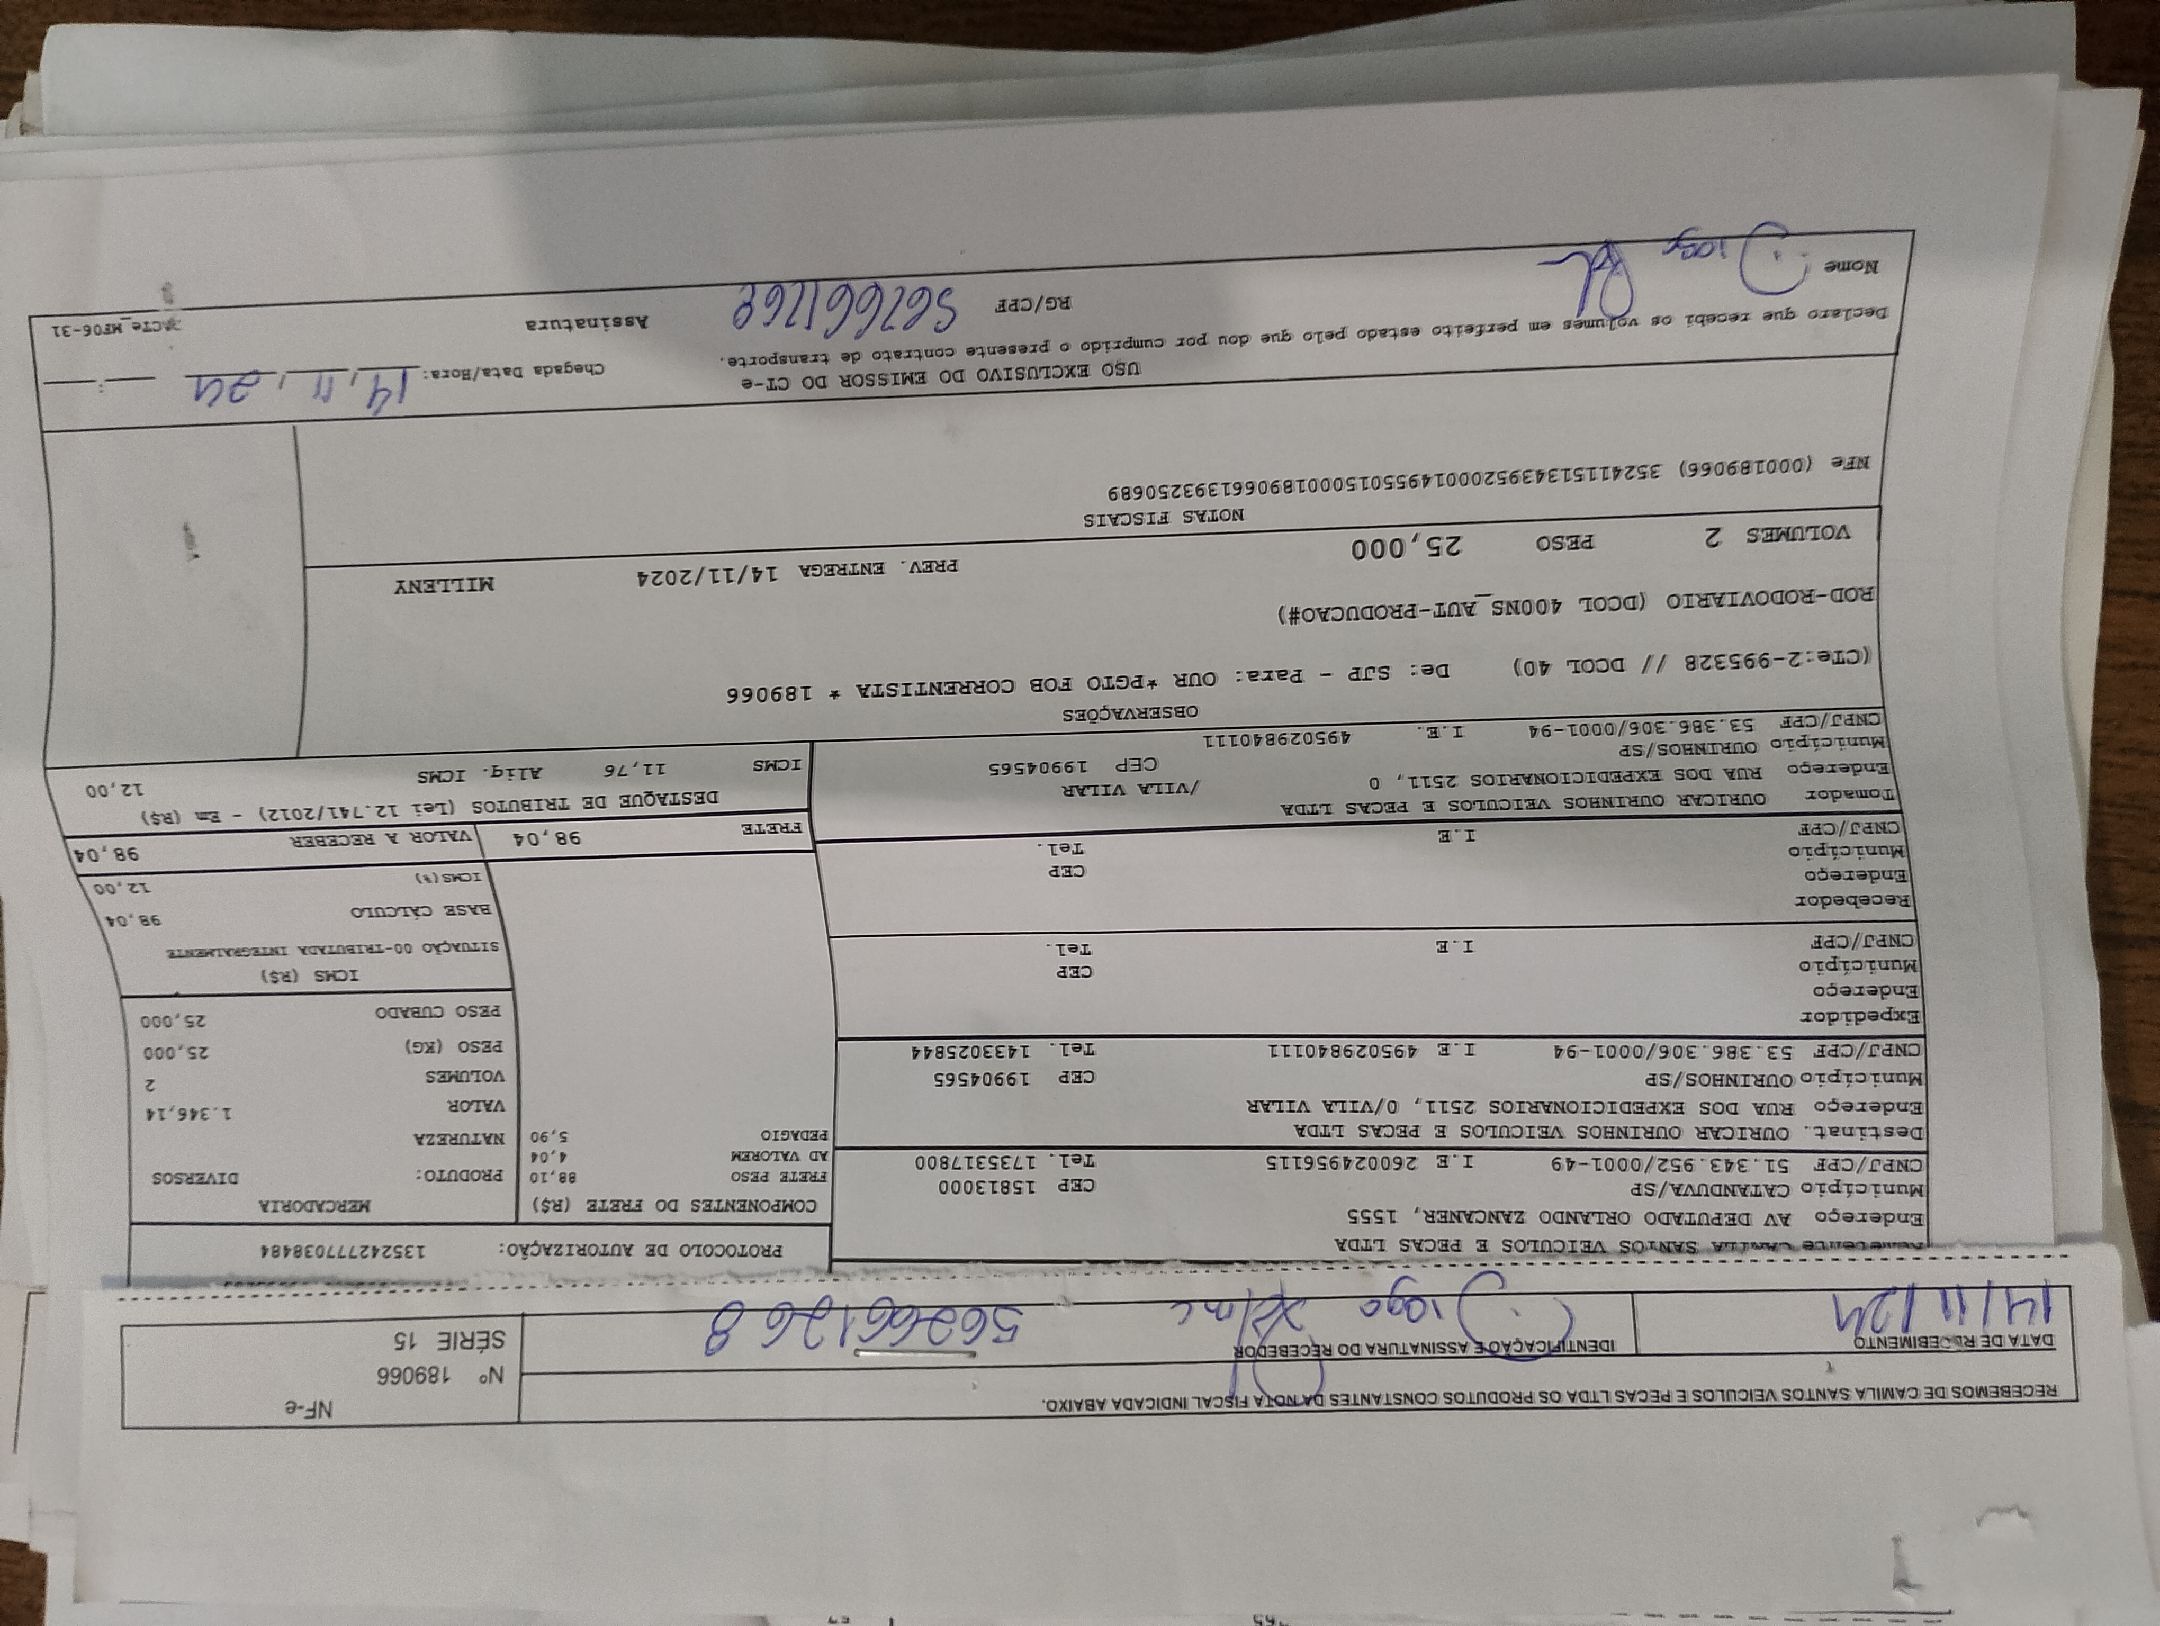 RECEBEMOS DE CAMILA SANTOS VEICULOS E PECAS LTDA OS PRODUTOS CONSTANTES DA NOTA FISCAL INDICADA ABAIXO.
NF-e
Nº 189066
SÉRIE 15
DATA DE RECEBIMENTO
14/11/24
IDENTIFICAÇÃO E ASSINATURA DO RECEBEDOR
Diogo
567661268
Remetente CAMILA SANTOS VEICULOS E PECAS LTDA
Endereço AV DEPUTADO ORLANDO ZANCANER, 1555
Município CATANDUVA/SP CEP 15813000
CNPJ/CPF 51.343.952/0001-49 I.E 260024956115 Tel. 1735317800
Destinat. OURICAR OURINHOS VEICULOS E PECAS LTDA
Endereço RUA DOS EXPEDICIONARIOS 2511, 0/VILA VILAR
Município OURINHOS/SP CEP 19904565
CNPJ/CPF 53.386.306/0001-94 I.E 495029840111 Tel. 1433025844
Expedidor
Endereço
Município CEP
CNPJ/CPF I.E Tel.
Recebedor
Endereço
Município CEP
CNPJ/CPF I.E Tel.
Tomador OURICAR OURINHOS VEICULOS E PECAS LTDA
Endereço RUA DOS EXPEDICIONARIOS 2511, 0 /VILA VILAR
Município OURINHOS/SP CEP 19904565
CNPJ/CPF 53.386.306/0001-94 I.E. 495029840111
PROTOCOLO DE AUTORIZAÇÃO: 135242777038484
COMPONENTES DO FRETE (R$)
FRETE PESO 88,10
AD VALOREM 4,04
PEDAGIO 5,90
MERCADORIA
PRODUTO: DIVERSOS
NATUREZA
VALOR 1.346,14
VOLUMES 2
PESO (KG) 25,000
PESO CUBADO 25,000
ICMS (R$)
SITUAÇÃO 00-TRIBUTADA INTEGRALMENTE
BASE CÁLCULO 98,04
ICMS(%) 12,00
FRETE 98,04 VALOR A RECEBER 98,04
DESTAQUE DE TRIBUTOS (Lei 12.741/2012) - Em (R$)
ICMS 11,76 Aliq. ICMS 12,00
OBSERVAÇÕES
(CTe:2-995328 // DCOL 40) De: SJP - Para: OUR *PGTO FOB CORRENTISTA * 189066
ROD-RODOVIARIO (DCOL 400NS_AUT-PRODUCAO#)
VOLUMES 2 PESO 25,000 PREV. ENTREGA 14/11/2024 MILLENY
NOTAS FISCAIS
NFe (000189066) 35241151343952000149550150001890661393250689
USO EXCLUSIVO DO EMISSOR DO CT-e
Declaro que recebi os volumes em perfeito estado pelo que dou por cumprido o presente contrato de transporte.
Chegada Data/Hora: 14, 11, 24 :
Nome Diogo RG/CPF 567661268 Assinatura
DACTe_MF06-31